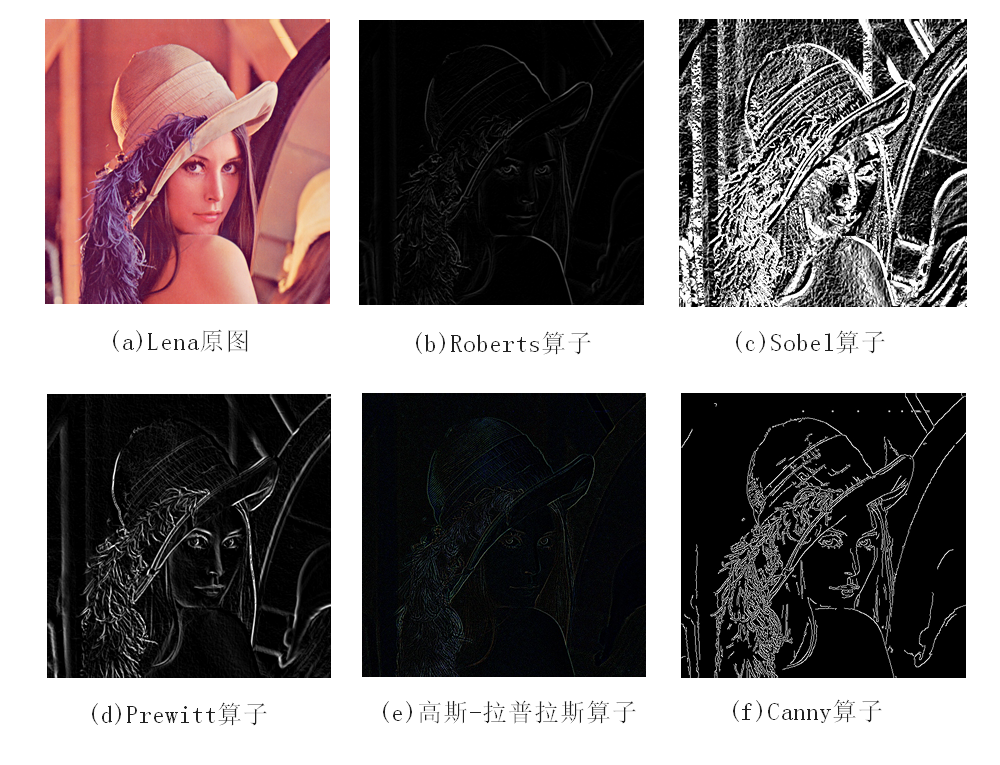 (a)Lena原图
(b)Roberts算子
(c)Sobel算子
(d)Prewitt算子
(e)高斯-拉普拉斯算子
(f)Canny算子